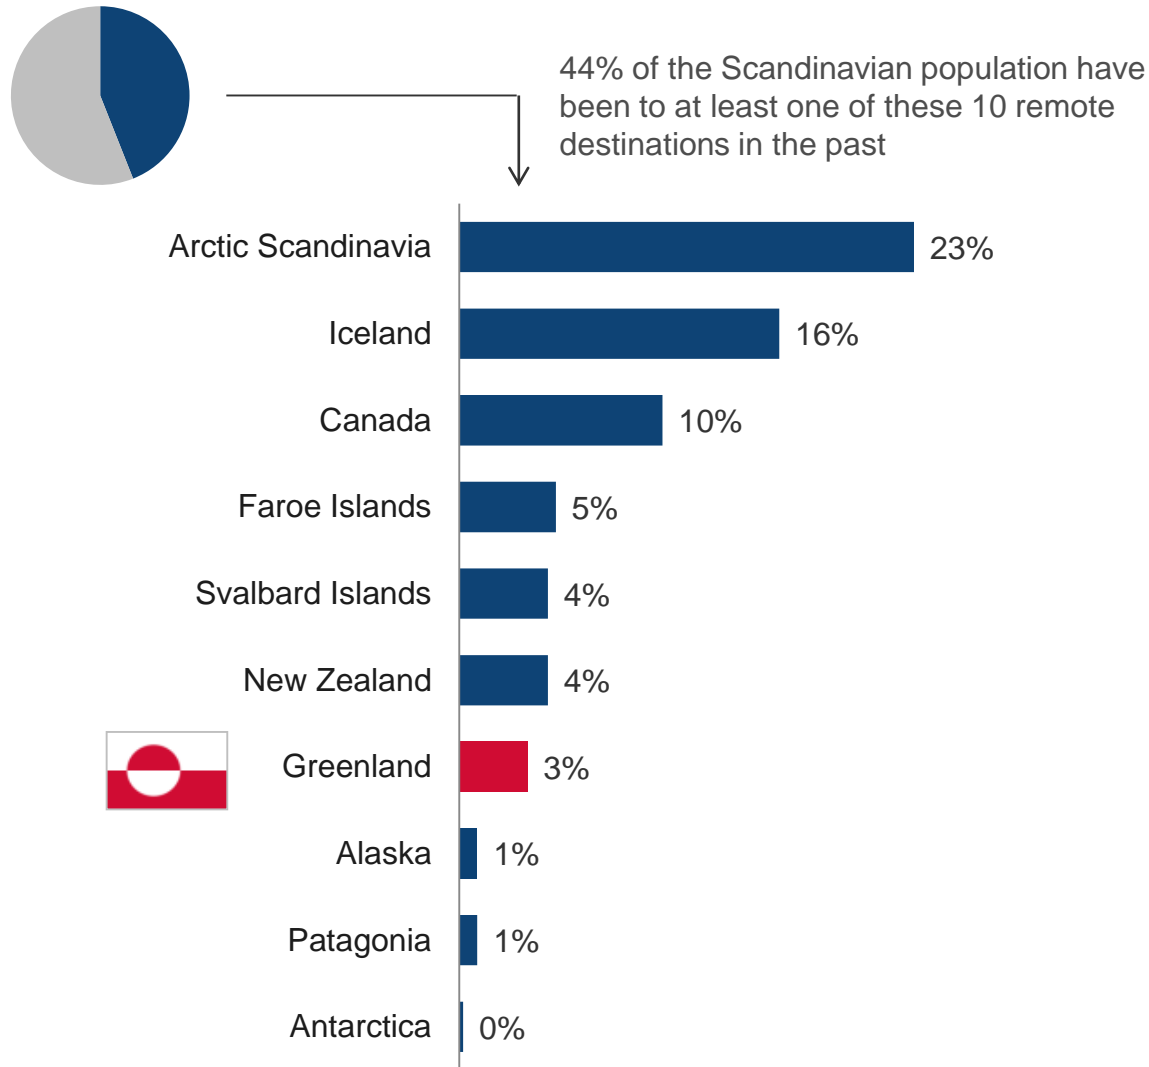 44% of the Scandinavian population have
been to at least one of these 10 remote
destinations in the past
Arctic Scandinavia 23%
Iceland 16%
Canada 10%
Faroe Islands 5%
Svalbard Islands 4%
New Zealand 4%
Greenland 3%
Alaska 1%
Patagonia 1%
Antarctica 0%